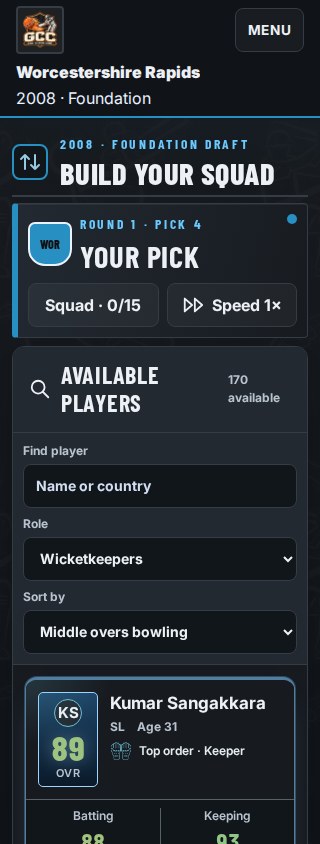 GCC
MENU
Worcestershire Rapids
2008 · Foundation
2008 · FOUNDATION DRAFT
BUILD YOUR SQUAD
ROUND 1 · PICK 4
WOR
YOUR PICK
Squad · 0/15
Speed 1×
AVAILABLE
PLAYERS
170
available
Find player
Name or country
Role
Wicketkeepers
Sort by
Middle overs bowling
KS
89
OVR
Kumar Sangakkara
SL Age 31
Top order · Keeper
Batting
Keeping
88
93